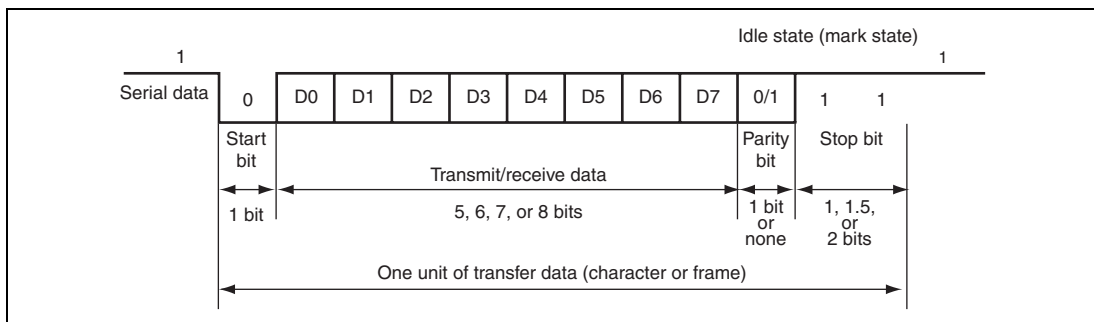 Idle state (mark state)
1
1
Serial data
0
D0
D1
D2
D3
D4
D5
D6
D7
0/1
1
1
Start
bit
Parity
bit
Stop bit
Transmit/receive data
1 bit
5, 6, 7, or 8 bits
1 bit
or
none
1, 1.5,
or
2 bits
One unit of transfer data (character or frame)